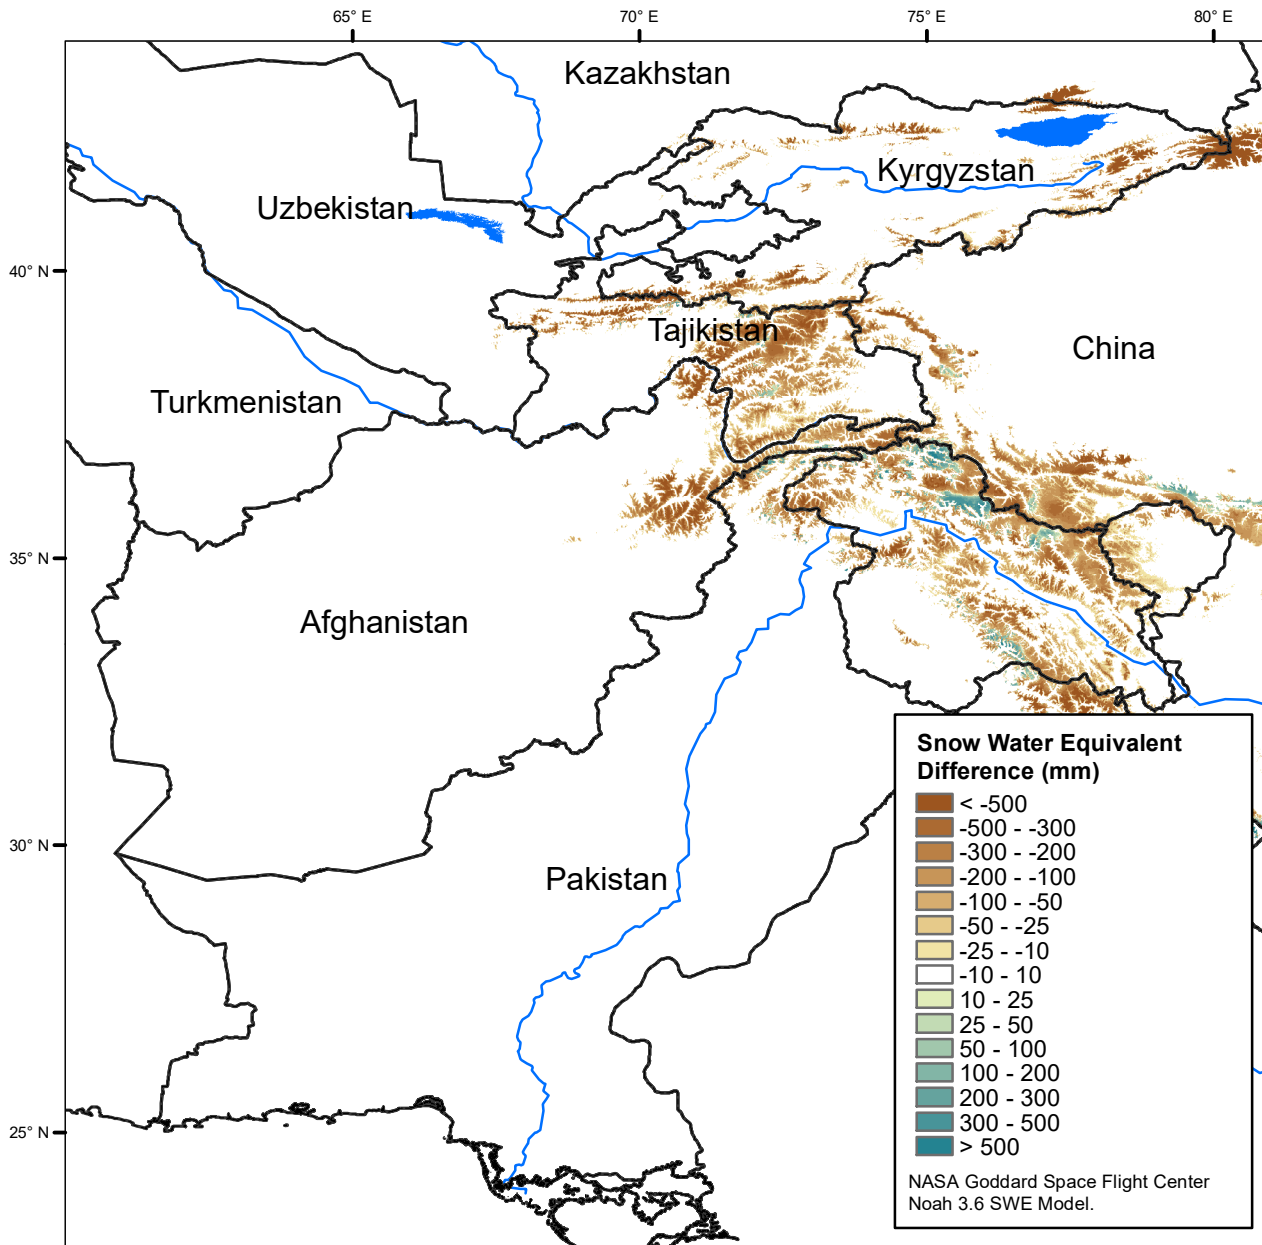 65° E
70° E
75° E
80° E
Kazakhstan
Kyrgyzstan
Uzbekistan
40° N
Tajikistan
China
Turkmenistan
35° N
Afghanistan
Snow Water Equivalent
Difference (mm)
< -500
-500 - -300
-300 - -200
-200 - -100
-100 - -50
-50 - -25
-25 - -10
-10 - 10
10 - 25
25 - 50
50 - 100
100 - 200
200 - 300
300 - 500
> 500
NASA Goddard Space Flight Center
Noah 3.6 SWE Model.
30° N
Pakistan
25° N